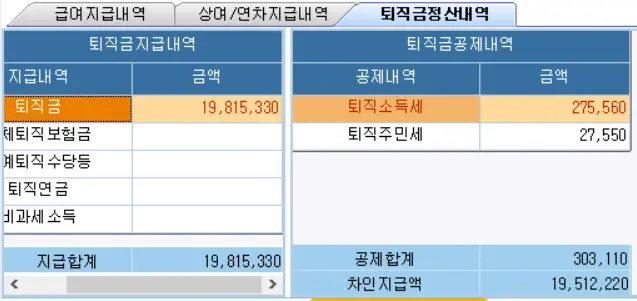 급여지급내역 상여/연차지급내역 퇴직금정산내역
퇴직금지급내역
지급내역 금액
퇴직금 19,815,330
체퇴직보험금
예퇴직수당등
퇴직연금
비과세소득
지급합계 19,815,330
퇴직금공제내역
공제내역 금액
퇴직소득세 275,560
퇴직주민세 27,550
공제합계 303,110
차인지급액 19,512,220